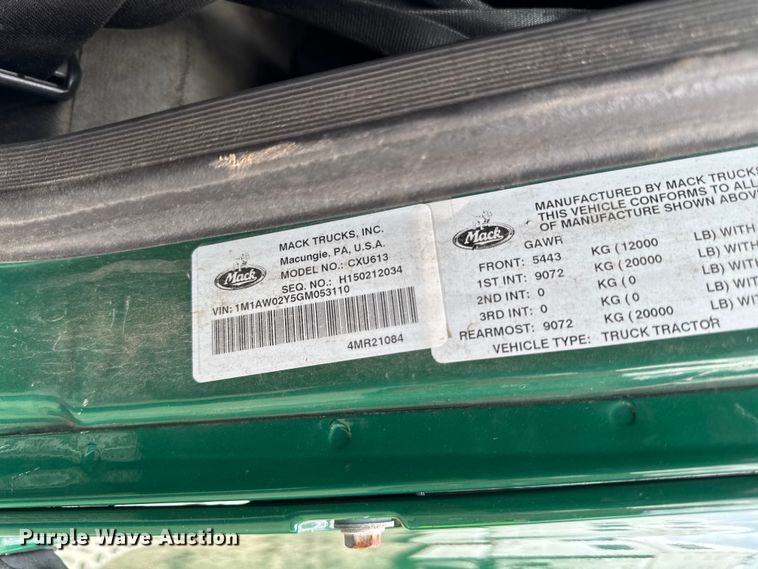 Mack
MACK TRUCKS, INC.
Macungie, PA, U.S.A.
MODEL NO.: CXU613
SEQ. NO.: H150212034
VIN: 1M1AW02Y5GM053110
4MR21084
Mack
MANUFACTURED BY MACK TRUCKS
THIS VEHICLE CONFORMS TO ALL
OF MANUFACTURE SHOWN ABOVE
GAWR
FRONT: 5443 KG (12000 LB) WITH
1ST INT: 9072 KG (20000 LB) WITH
2ND INT: 0 KG (0 LB) WITH
3RD INT: 0 KG (0 LB) WITH
REARMOST: 9072 KG (20000 LB) WITH
VEHICLE TYPE: TRUCK TRACTOR
Purple Wave Auction